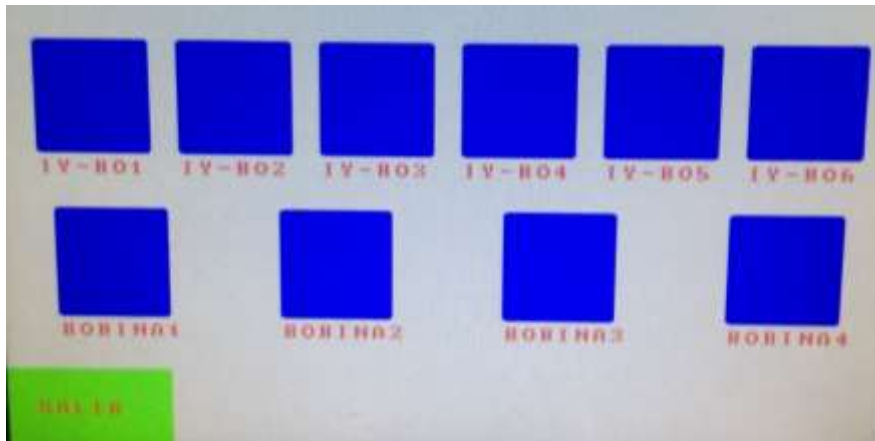 IV-B01 IV-B02 IV-B03 IV-B04 IV-B05 IV-B06
BOBINA1 BOBINA2 BOBINA3 BOBINA4
SALIR